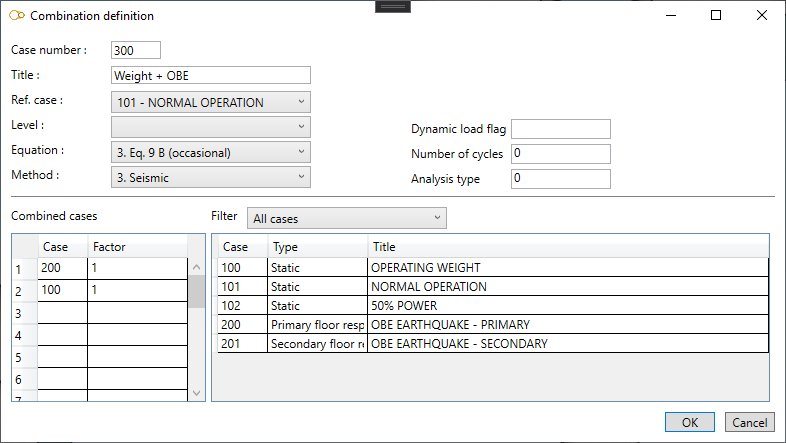 Combination definition
Case number : 300
Title : Weight + OBE
Ref. case : 101 - NORMAL OPERATION
Level :
Equation : 3. Eq. 9 B (occasional)
Method : 3. Seismic
Dynamic load flag
Number of cycles 0
Analysis type 0
Combined cases
Case Factor
1 200 1
2 100 1
3
4
5
6
7
Filter All cases
Case Type Title
100 Static OPERATING WEIGHT
101 Static NORMAL OPERATION
102 Static 50% POWER
200 Primary floor resp OBE EARTHQUAKE - PRIMARY
201 Secondary floor re OBE EARTHQUAKE - SECONDARY
OK Cancel